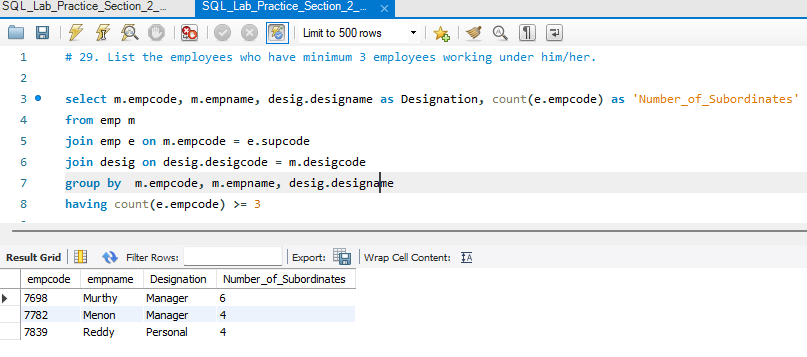 SQL_Lab_Practice_Section_2_... SQL_Lab_Practice_Section_2_...
Limit to 500 rows
1 # 29. List the employees who have minimum 3 employees working under him/her.
2
3 select m.empcode, m.empname, desig.designame as Designation, count(e.empcode) as 'Number_of_Subordinates'
4 from emp m
5 join emp e on m.empcode = e.supcode
6 join desig on desig.desigcode = m.desigcode
7 group by  m.empcode, m.empname, desig.designame
8 having count(e.empcode) >= 3
Result Grid Filter Rows: Export: Wrap Cell Content: IA
empcode empname Designation Number_of_Subordinates
7698 Murthy Manager 6
7782 Menon Manager 4
7839 Reddy Personal 4